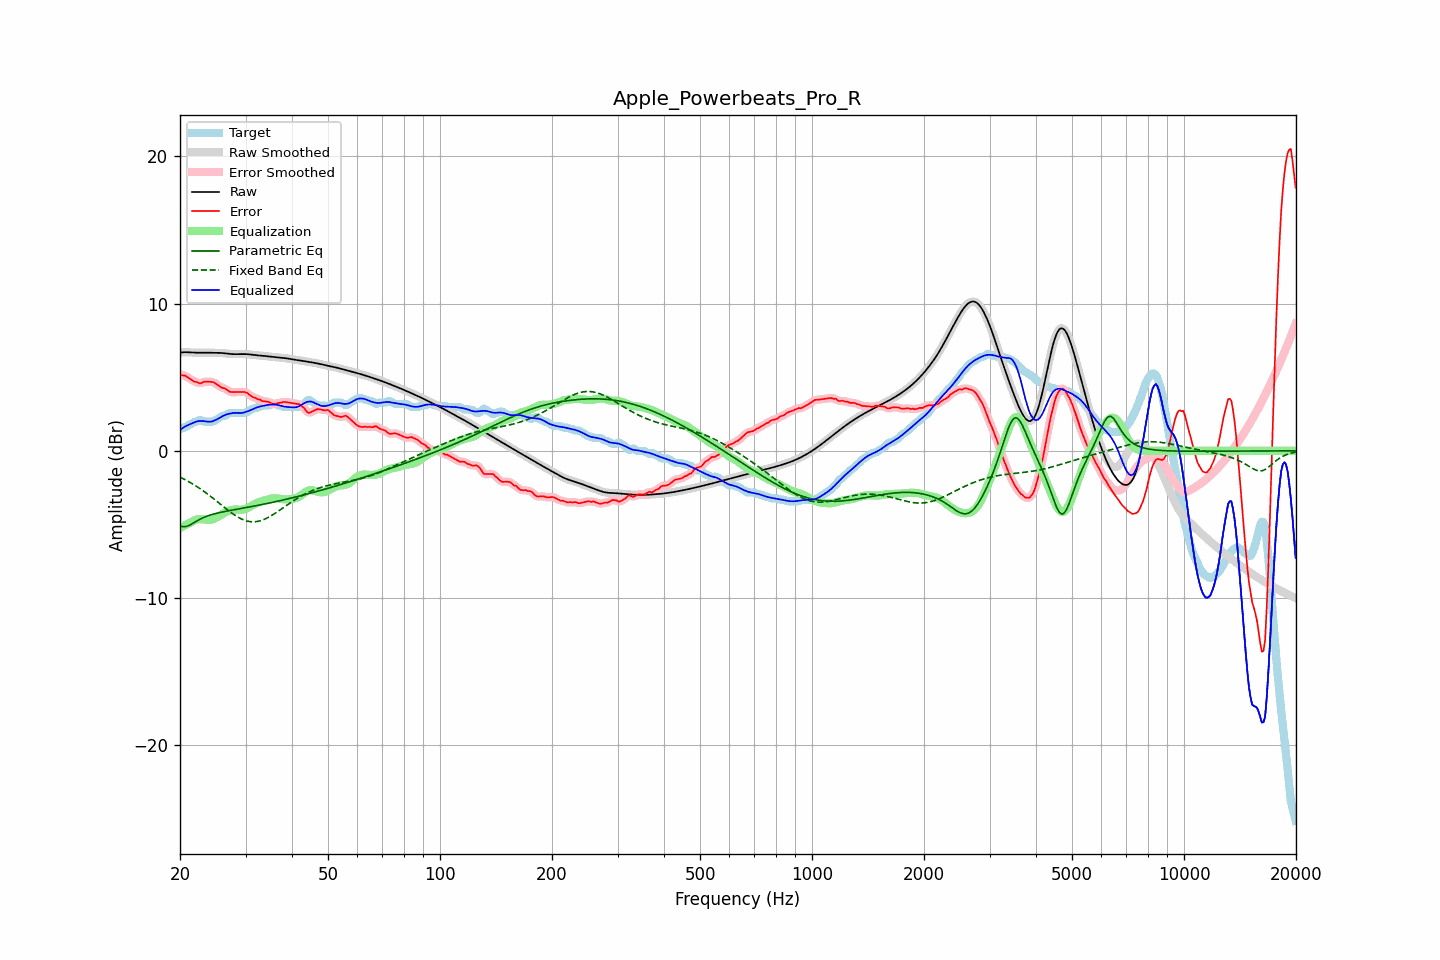 Apple_Powerbeats_Pro_R
Target
Raw Smoothed
Error Smoothed
Raw
Error
Equalization
Parametric Eq
Fixed Band Eq
Equalized
20
10
0
−10
−20
Amplitude (dBr)
20
50
100
200
500
1000
2000
5000
10000
20000
Frequency (Hz)